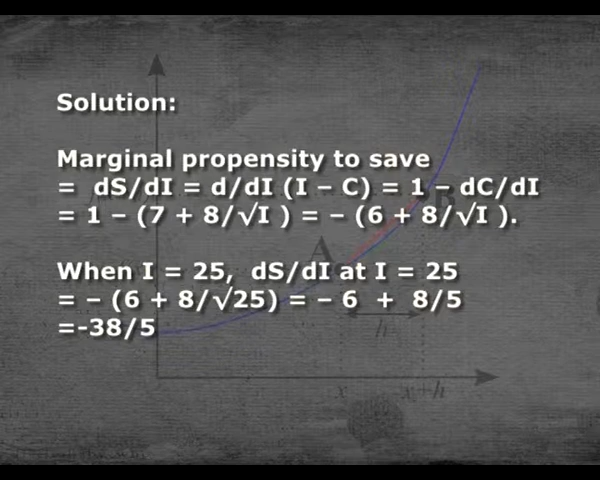 Solution:
Marginal propensity to save
= dS/dI = d/dI (I – C) = 1 – dC/dI
= 1 – (7 + 8/√I ) = – (6 + 8/√I ).
When I = 25, dS/dI at I = 25
= – (6 + 8/√25) = – 6 + 8/5
=-38/5
A
B
h
x
x+h